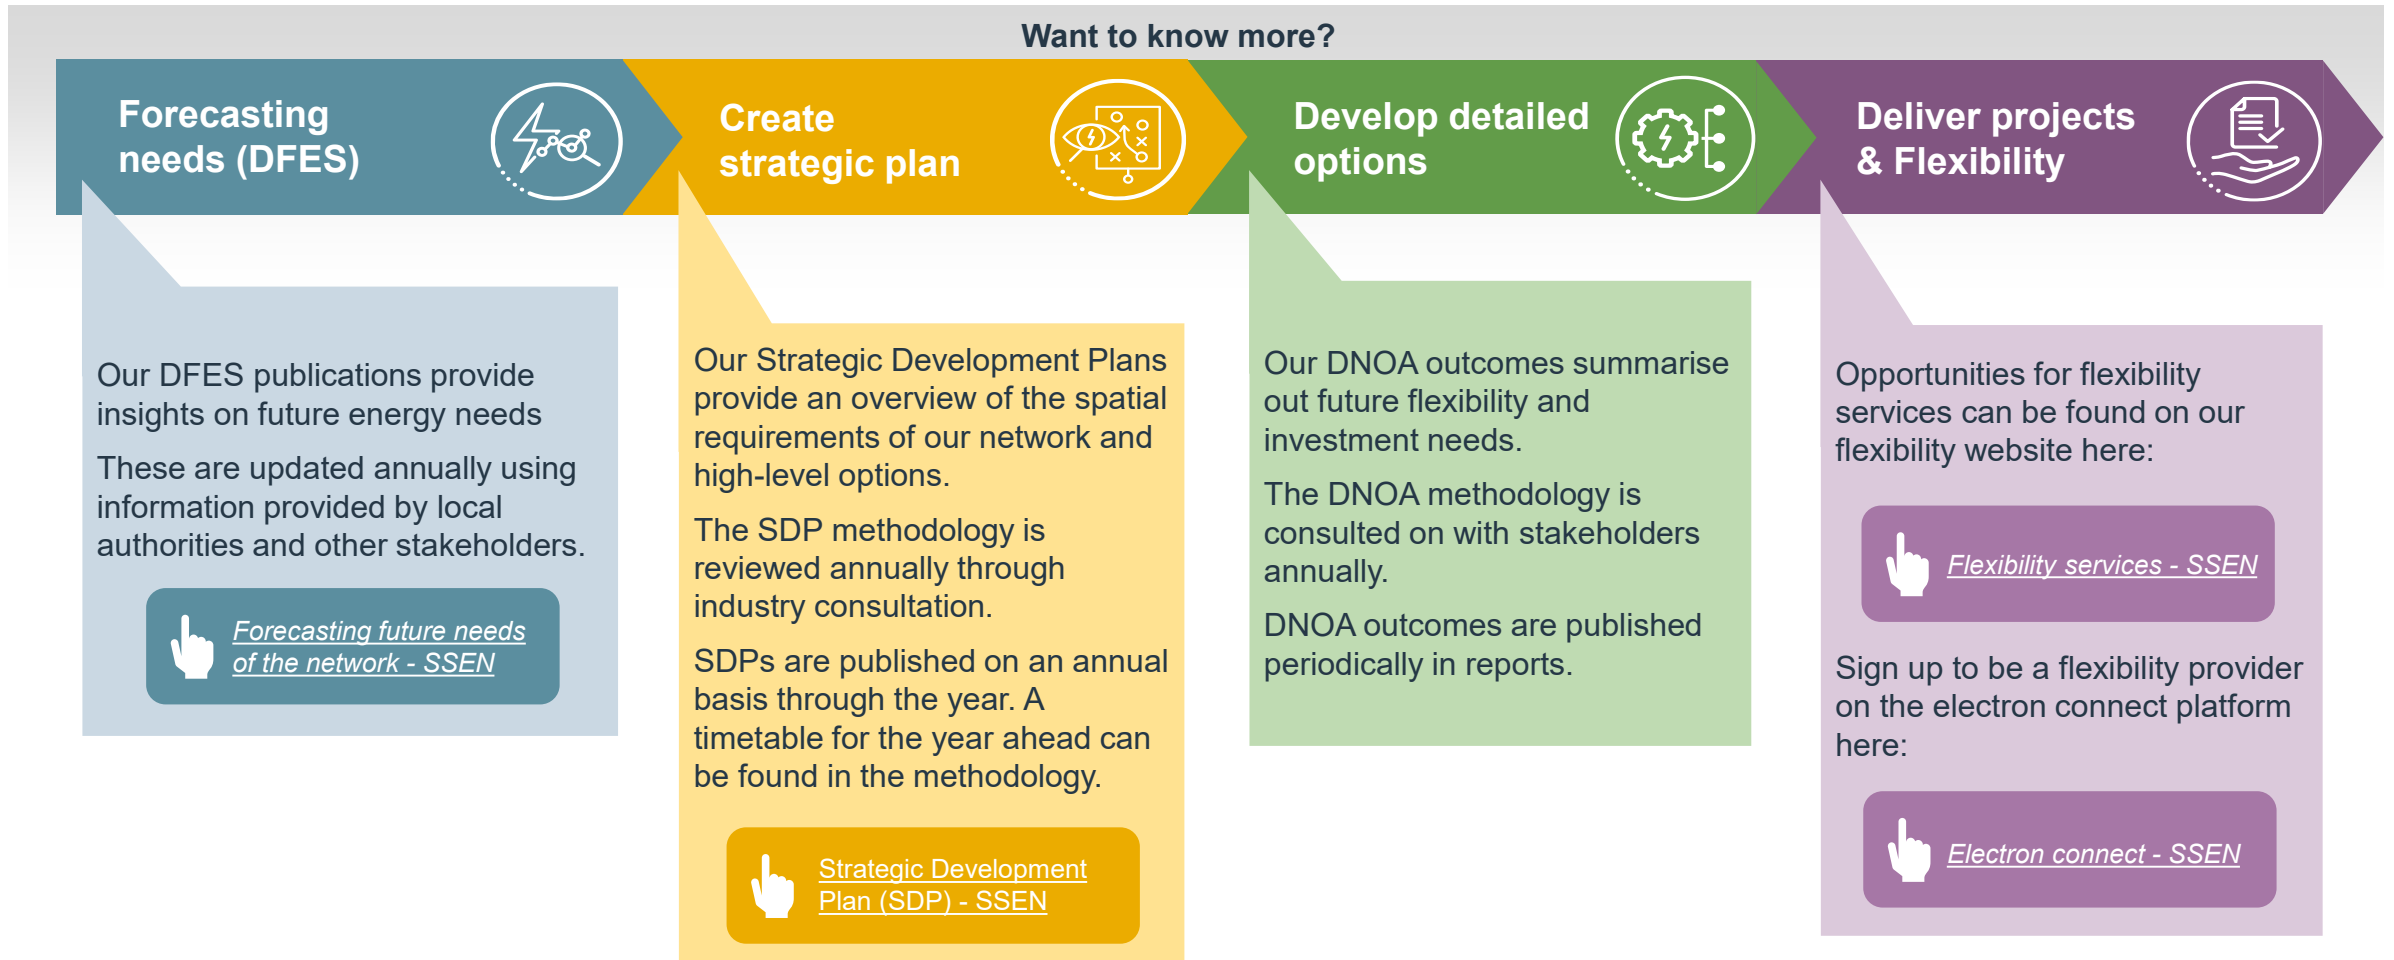 Want to know more?
Forecasting
needs (DFES)
Create
strategic plan
Develop detailed
options
Deliver projects
& Flexibility
Our DFES publications provide
insights on future energy needs
These are updated annually using
information provided by local
authorities and other stakeholders.
Forecasting future needs
of the network - SSEN
Our Strategic Development Plans
provide an overview of the spatial
requirements of our network and
high-level options.
The SDP methodology is
reviewed annually through
industry consultation.
SDPs are published on an annual
basis through the year. A
timetable for the year ahead can
be found in the methodology.
Strategic Development
Plan (SDP) - SSEN
Our DNOA outcomes summarise
out future flexibility and
investment needs.
The DNOA methodology is
consulted on with stakeholders
annually.
DNOA outcomes are published
periodically in reports.
Opportunities for flexibility
services can be found on our
flexibility website here:
Flexibility services - SSEN
Sign up to be a flexibility provider
on the electron connect platform
here:
Electron connect - SSEN